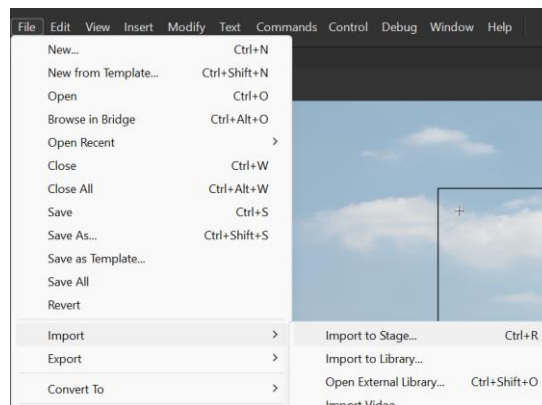 File Edit View Insert Modify Text Commands Control Debug Window Help
New... Ctrl+N
New from Template... Ctrl+Shift+N
Open Ctrl+O
Browse in Bridge Ctrl+Alt+O
Open Recent >
Close Ctrl+W
Close All Ctrl+Alt+W
Save Ctrl+S
Save As... Ctrl+Shift+S
Save as Template...
Save All
Revert
Import >
Import to Stage... Ctrl+R
Export >
Import to Library...
Open External Library... Ctrl+Shift+O
Convert To >
Import Video